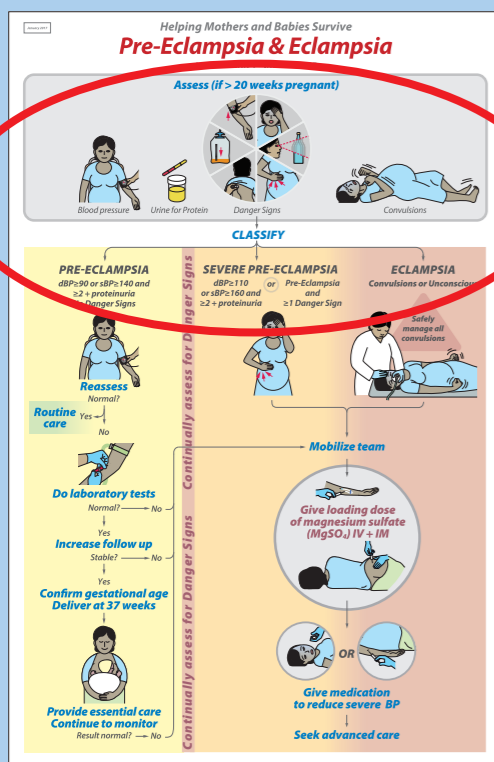 January 2017
Helping Mothers and Babies Survive
Pre-Eclampsia & Eclampsia
Assess (if > 20 weeks pregnant)
Blood pressure
Urine for Protein
Danger Signs
Convulsions
CLASSIFY
PRE-ECLAMPSIA
dBP≥90 or sBP≥140 and
≥2 + proteinuria
Danger Signs
SEVERE PRE-ECLAMPSIA
dBP≥110
or sBP≥160 and
≥2 + proteinuria
or
Pre-Eclampsia
and
≥1 Danger Sign
ECLAMPSIA
Convulsions or Unconscious
Safely
manage all
convulsions
Continually assess for Danger Signs
Continually assess for Danger Signs
Reassess
Normal?
Routine
care
Yes
No
Do laboratory tests
Normal?
No
Yes
Increase follow up
Stable?
No
Yes
Confirm gestational age
Deliver at 37 weeks
Provide essential care
Continue to monitor
Result normal?
No
Mobilize team
Give loading dose
of magnesium sulfate
(MgSO₄) IV + IM
OR
Give medication
to reduce severe BP
Seek advanced care